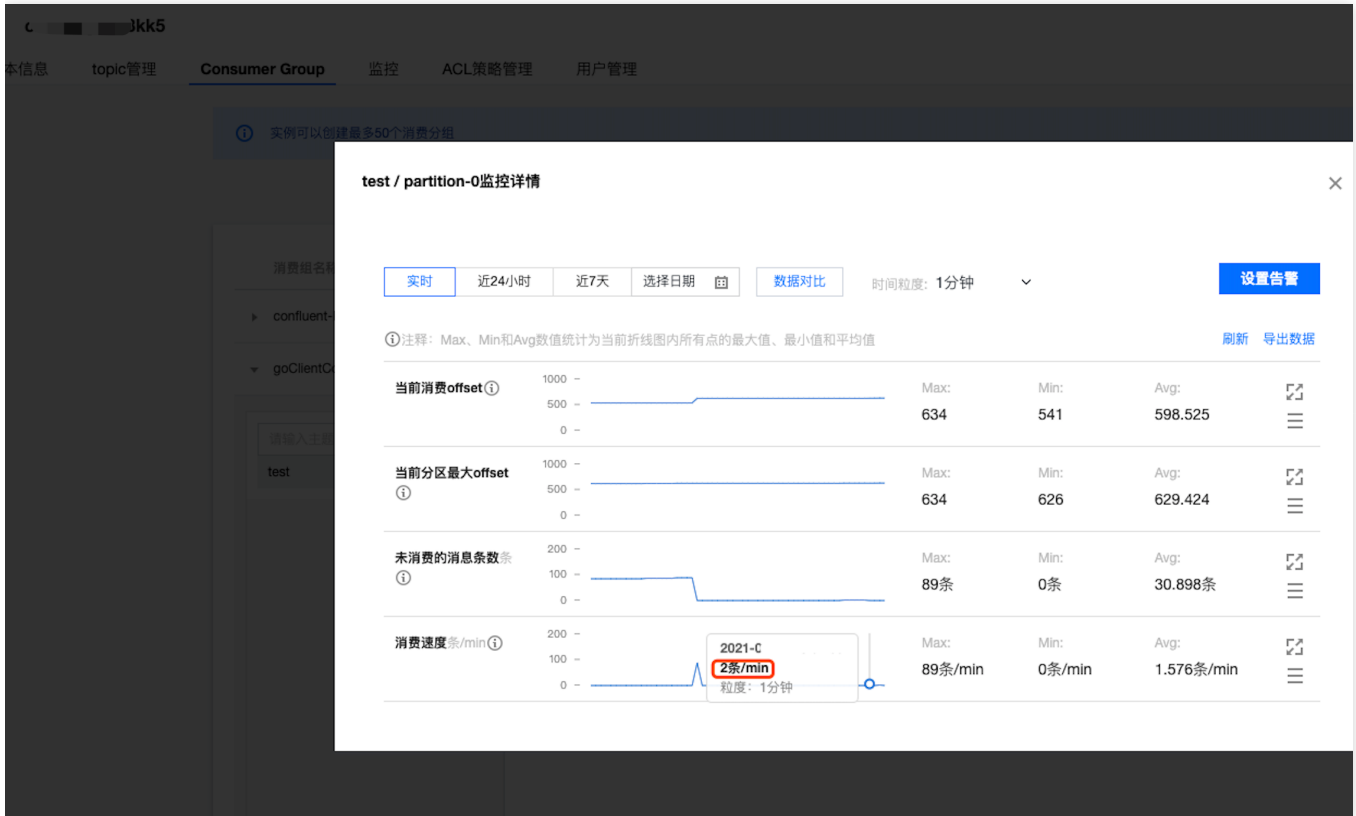 3kk5
本信息 topic管理 Consumer Group 监控 ACL策略管理 用户管理
实例可以创建最多50个消费分组
test / partition-0监控详情
消费组名称
实时 近24小时 近7天 选择日期 数据对比 时间粒度: 1分钟 设置告警
confluent-
注释：Max、Min和Avg数值统计为当前折线图内所有点的最大值、最小值和平均值 刷新 导出数据
goClientCo
当前消费offset 1000 500 0 Max: 634 Min: 541 Avg: 598.525
请输入主题
test
当前分区最大offset 1000 500 0 Max: 634 Min: 626 Avg: 629.424
未消费的消息条数条 200 100 0 Max: 89条 Min: 0条 Avg: 30.898条
消费速度条/min 200 100 0 Max: 89条/min Min: 0条/min Avg: 1.576条/min
2021-0
2条/min
粒度：1分钟